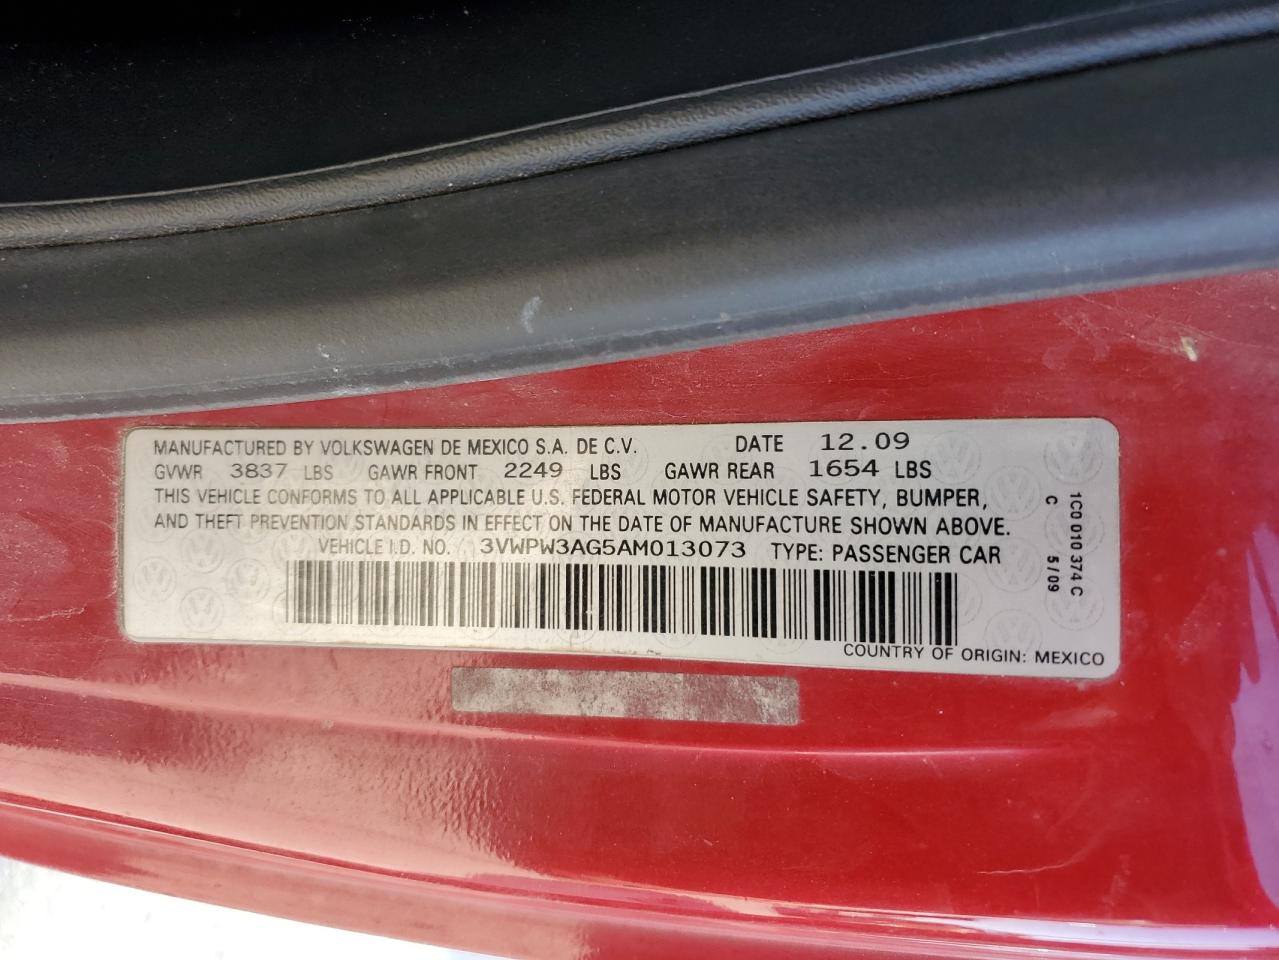 MANUFACTURED BY VOLKSWAGEN DE MEXICO S.A. DE C.V. DATE 12.09
GVWR 3837 LBS GAWR FRONT 2249 LBS GAWR REAR 1654 LBS
THIS VEHICLE CONFORMS TO ALL APPLICABLE U.S. FEDERAL MOTOR VEHICLE SAFETY, BUMPER,
AND THEFT PREVENTION STANDARDS IN EFFECT ON THE DATE OF MANUFACTURE SHOWN ABOVE.
VEHICLE I.D. NO. 3VWPW3AG5AM013073 TYPE: PASSENGER CAR
COUNTRY OF ORIGIN: MEXICO
1C0 010 374 C
C 5/09